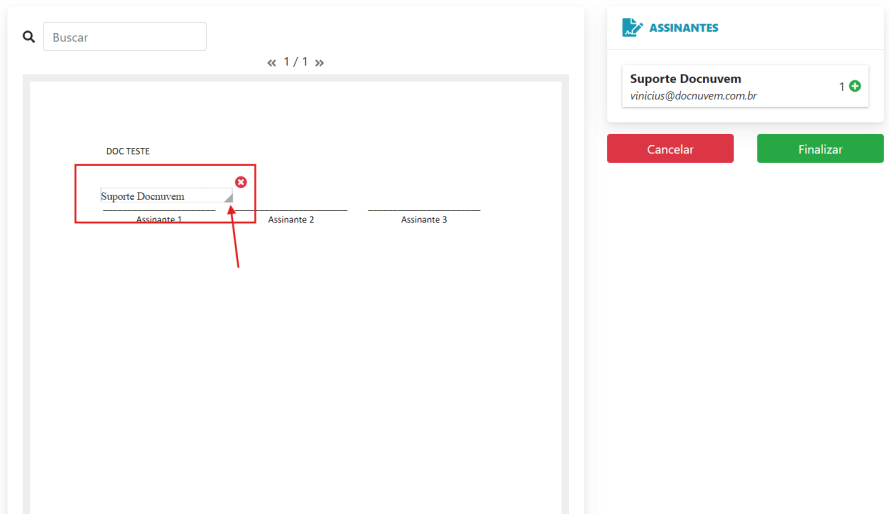 Buscar
« 1 / 1 »
DOC TESTE
Suporte Docnuvem
Assinante 1 Assinante 2 Assinante 3
ASSINANTES
Suporte Docnuvem
1
vinicius@docnuvem.com.br
Cancelar Finalizar